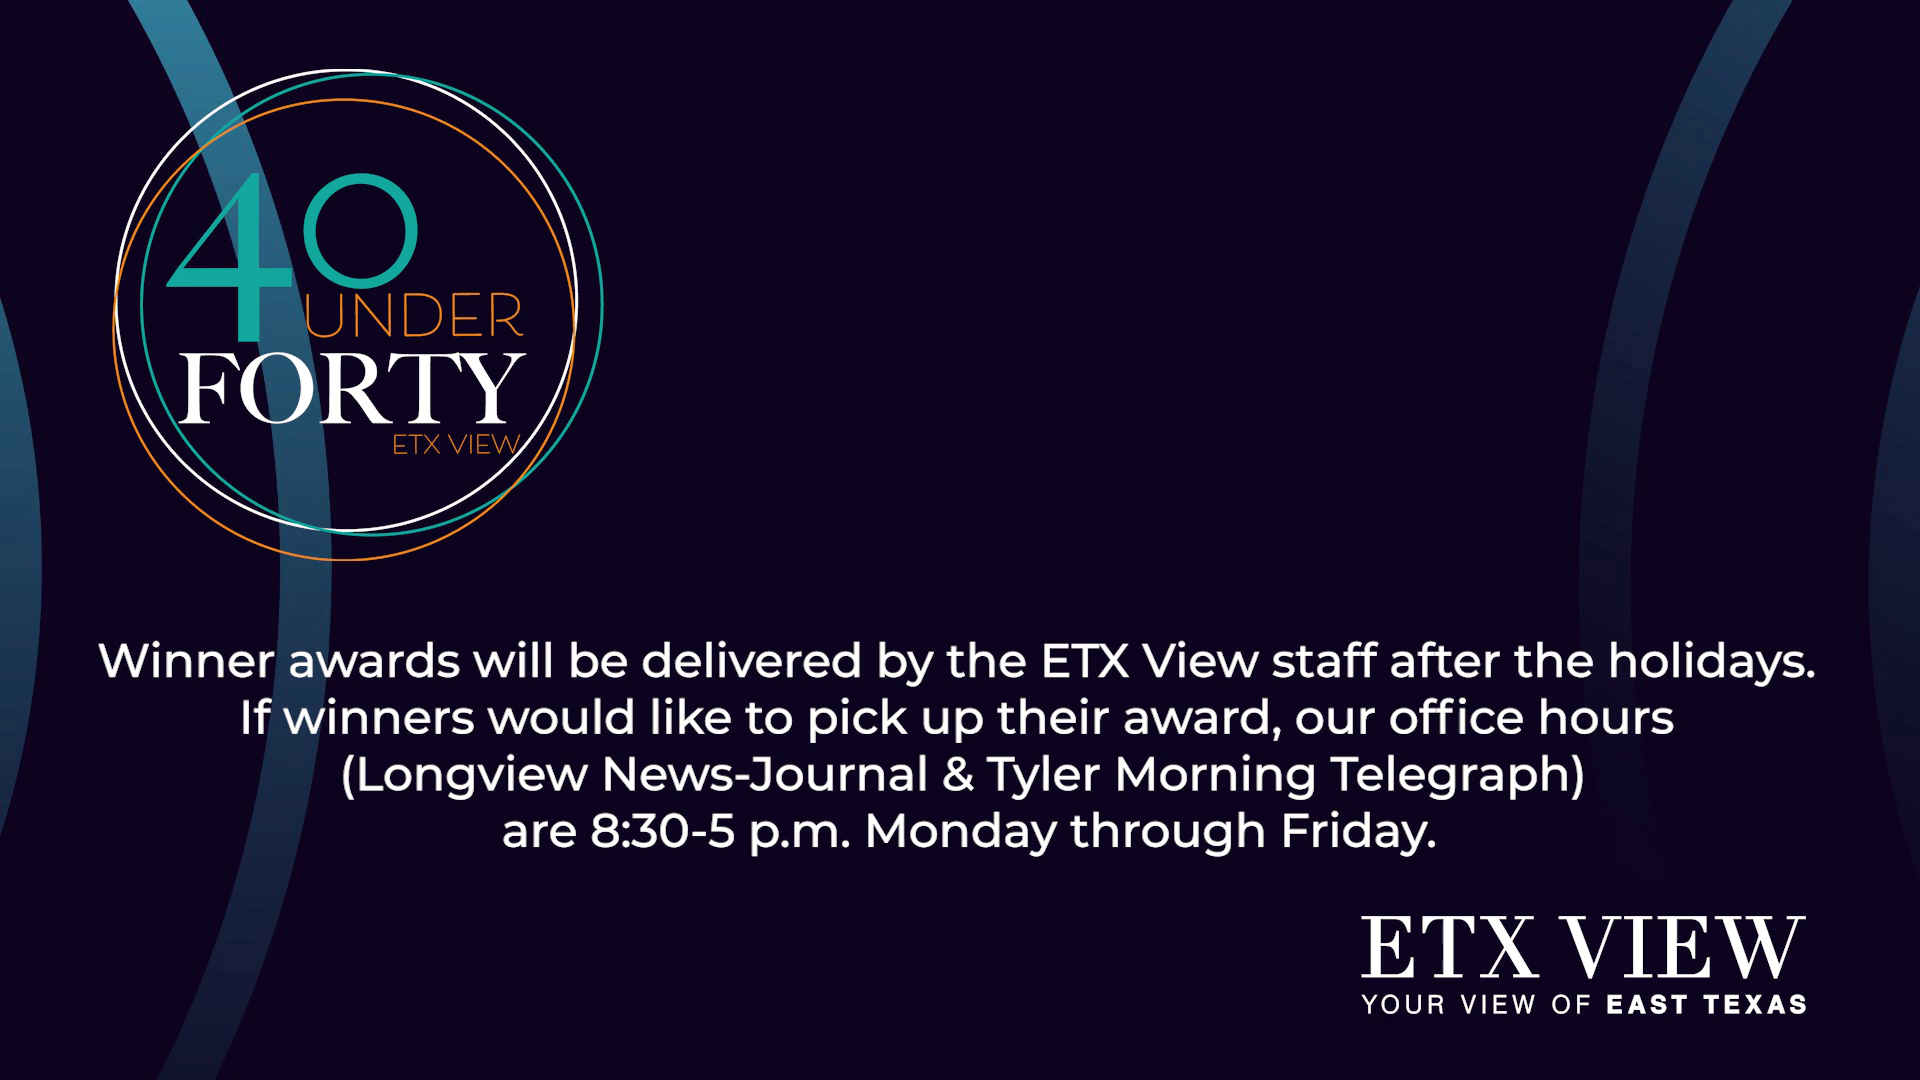 40
UNDER
FORTY
ETX VIEW
Winner awards will be delivered by the ETX View staff after the holidays.
If winners would like to pick up their award, our office hours
(Longview News-Journal & Tyler Morning Telegraph)
are 8:30-5 p.m. Monday through Friday.
ETX VIEW
YOUR VIEW OF EAST TEXAS